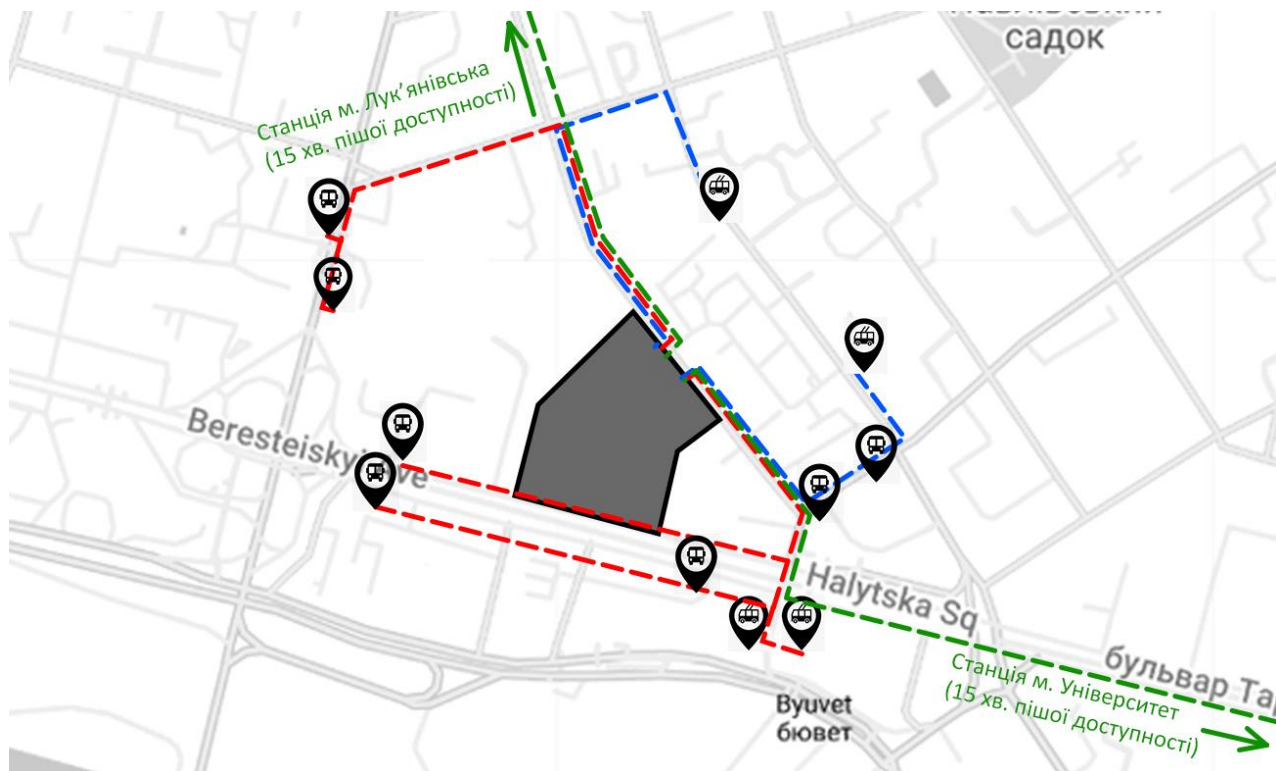 садок
Станція м. Лук'янівська
(15 хв. пішої доступності)
Beresteiskyi Ave
Halytska Sq
бульвар Та
Станція м. Університет
(15 хв. пішої доступності)
Byuvet
бювет